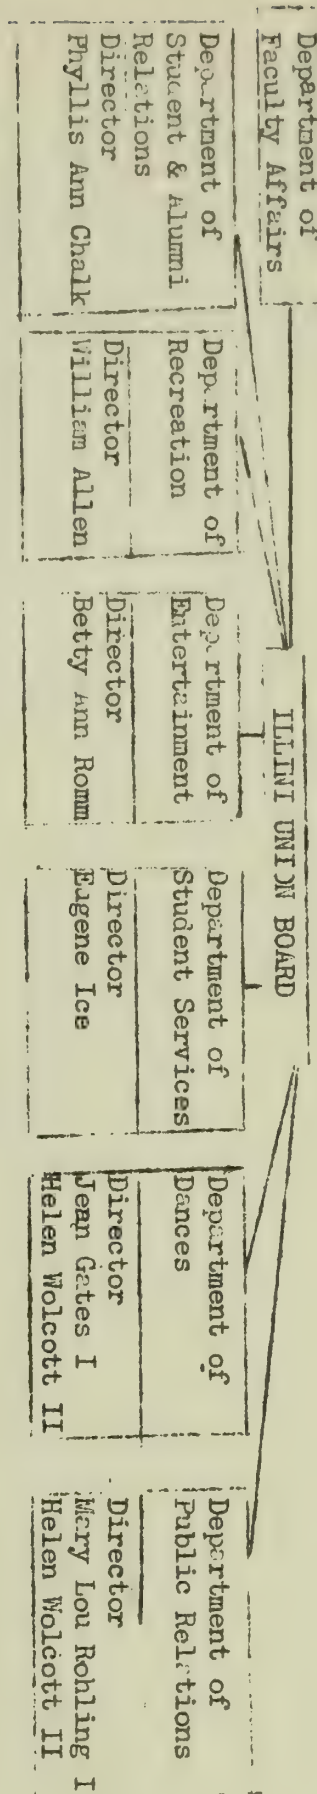 ILLINI UNION BOARD
Department of
Faculty Affairs
Department of
Student & Alumni
Relations
Director
Phyllis Ann Chalk
Department of
Recreation
Director
William Allen
Department of
Entertainment
Director
Betty Ann Romm
Department of
Student Services
Director
Eugene Ice
Department of
Dances
Director
Jean Gates I
Helen Wolcott II
Department of
Public Relations
Director
Mary Lou Rohling I
Helen Wolcott II